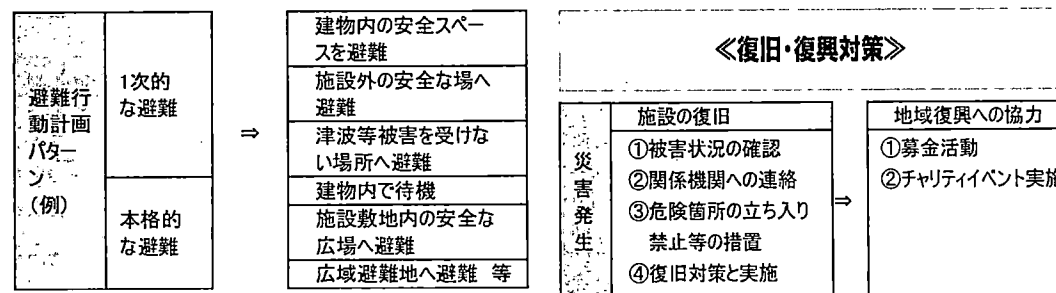 避難行
動計画
パター
ン
(例)
1次的
な避難
本格的
な避難
⇒
建物内の安全スペー
スを避難
施設外の安全な場へ
避難
津波等被害を受けな
い場所へ避難
建物内で待機
施設敷地内の安全な
広場へ避難
広域避難地へ避難 等
≪復旧・復興対策≫
災
害
発
生
施設の復旧
①被害状況の確認
②関係機関への連絡
③危険箇所の立ち入り
禁止等の措置
④復旧対策と実施
⇒
地域復興への協力
①募金活動
②チャリティイベント実施